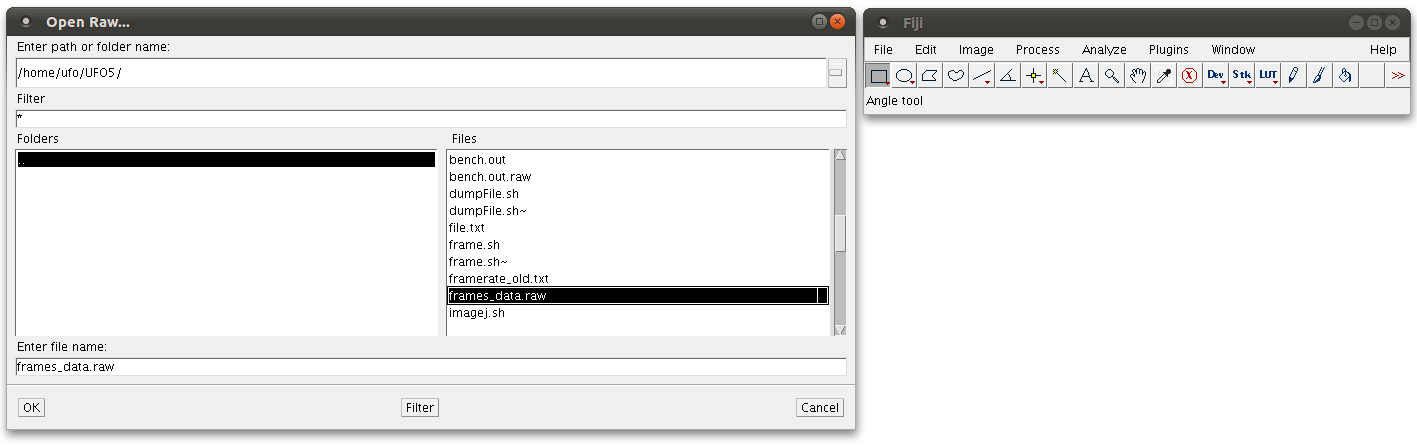 Open Raw...
Enter path or folder name:
/home/ufo/UFO5/
Filter
*
Folders
Files
..
bench.out
bench.out.raw
dumpFile.sh
dumpFile.sh~
file.txt
frame.sh
frame.sh~
framerate_old.txt
frames_data.raw
imagej.sh
Enter file name:
frames_data.raw
OK Filter Cancel
Fiji
File Edit Image Process Analyze Plugins Window Help
A Dev Stk LUT >>
Angle tool